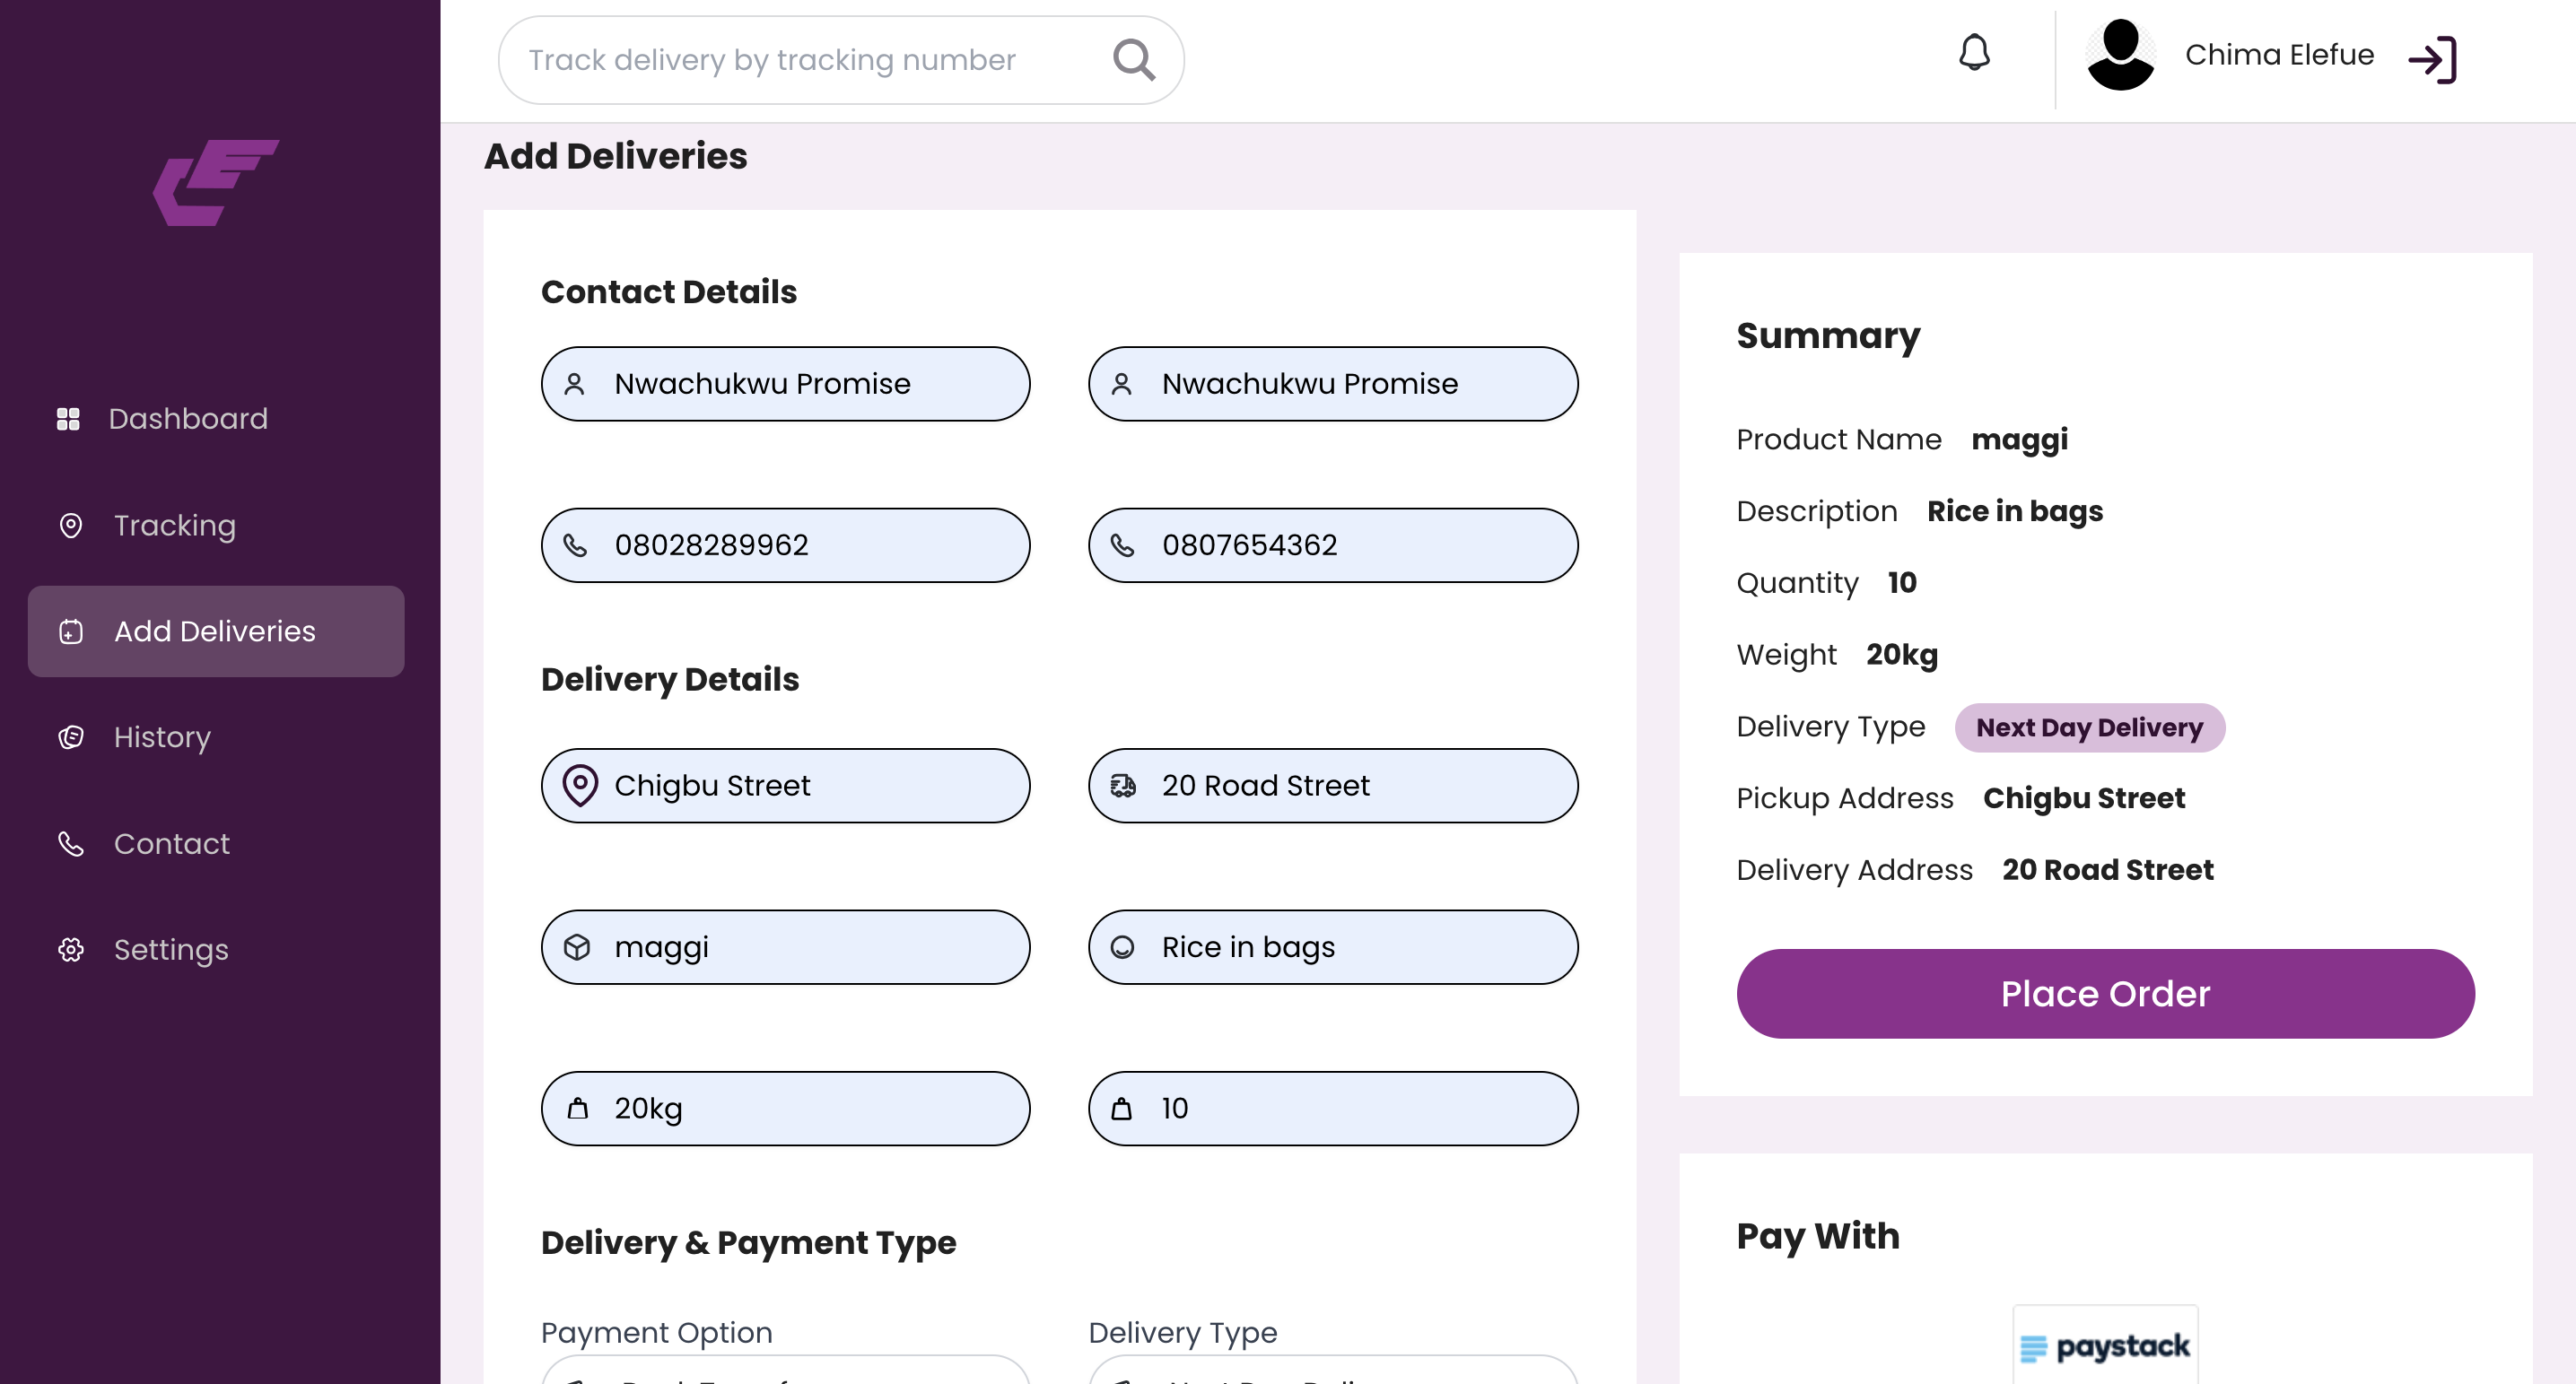 Track delivery by tracking number
Chima Elefue
Dashboard
Tracking
Add Deliveries
History
Contact
Settings
Add Deliveries
Contact Details
Nwachukwu Promise
Nwachukwu Promise
08028289962
0807654362
Delivery Details
Chigbu Street
20 Road Street
maggi
Rice in bags
20kg
10
Delivery & Payment Type
Payment Option
Delivery Type
Summary
Product Name maggi
Description Rice in bags
Quantity 10
Weight 20kg
Delivery Type Next Day Delivery
Pickup Address Chigbu Street
Delivery Address 20 Road Street
Place Order
Pay With
paystack